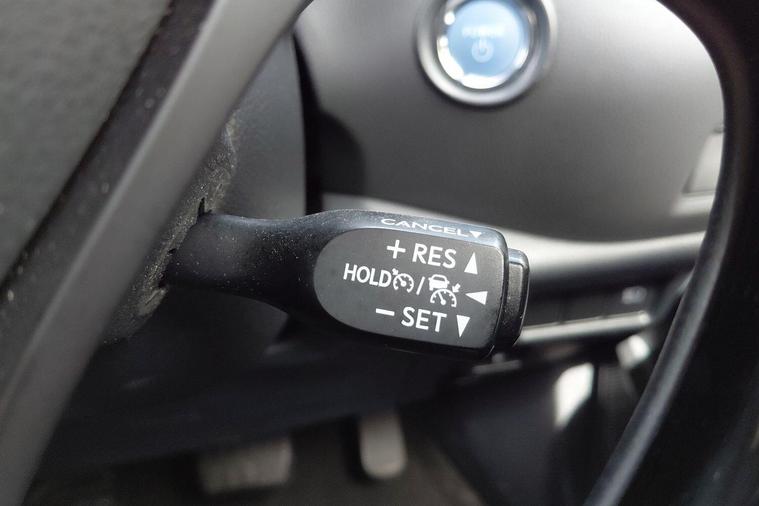 CANCEL
+ RES
HOLD /
- SET